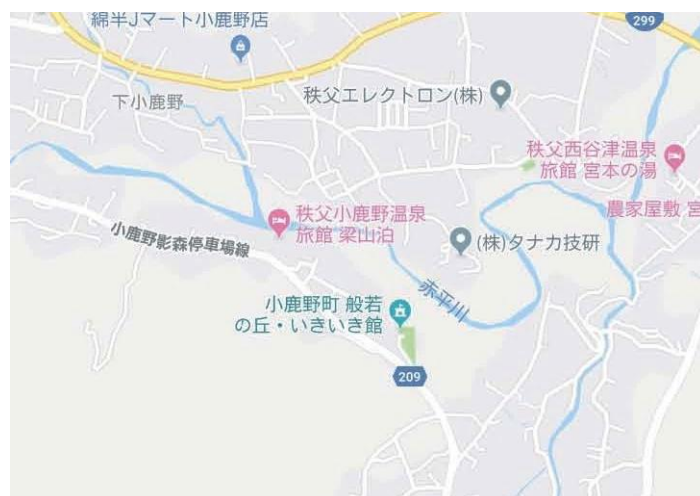 綿半Jマート小鹿野店
299
下小鹿野
秩父エレクトロン(株)
秩父西谷津温泉
旅館 宮本の湯
農家屋敷 宮
秩父小鹿野温泉
旅館 梁山泊
小鹿野影森停車場線
(株)タナカ技研
赤平川
小鹿野町 般若
の丘・いきいき館
209